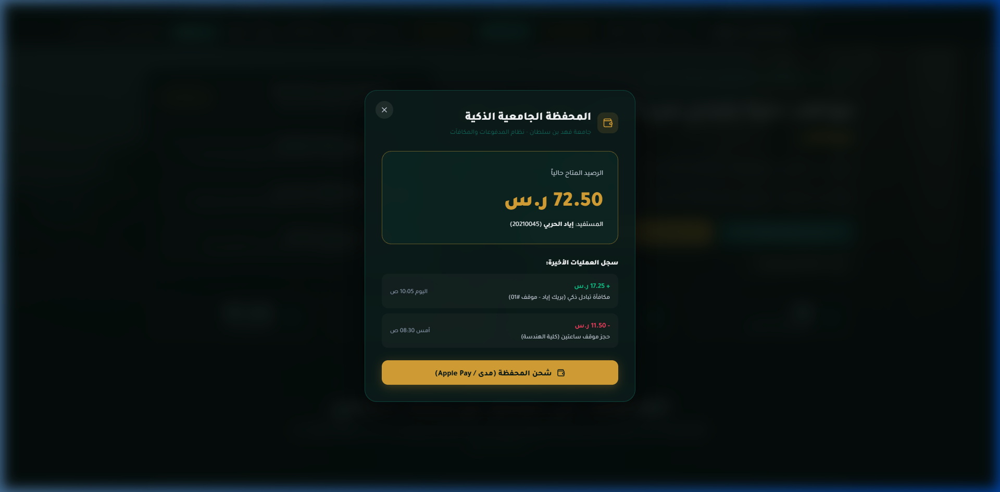 المحفظة الجامعية الذكية
جامعة فهد بن سلطان - نظام المدفوعات والمكافآت
الرصيد المتاح حالياً
72.50 ر.س
المستفيد: إياد الحربي (20210045)
سجل العمليات الأخيرة:
+ 17.25 ر.س
مكافأة تبادل ذكي (بريك إياد - موقف #01)
اليوم 10:05 ص
- 11.50 ر.س
حجز موقف ساعتين (كلية الهندسة)
أمس 08:30 ص
شحن المحفظة (مدى / Apple Pay)